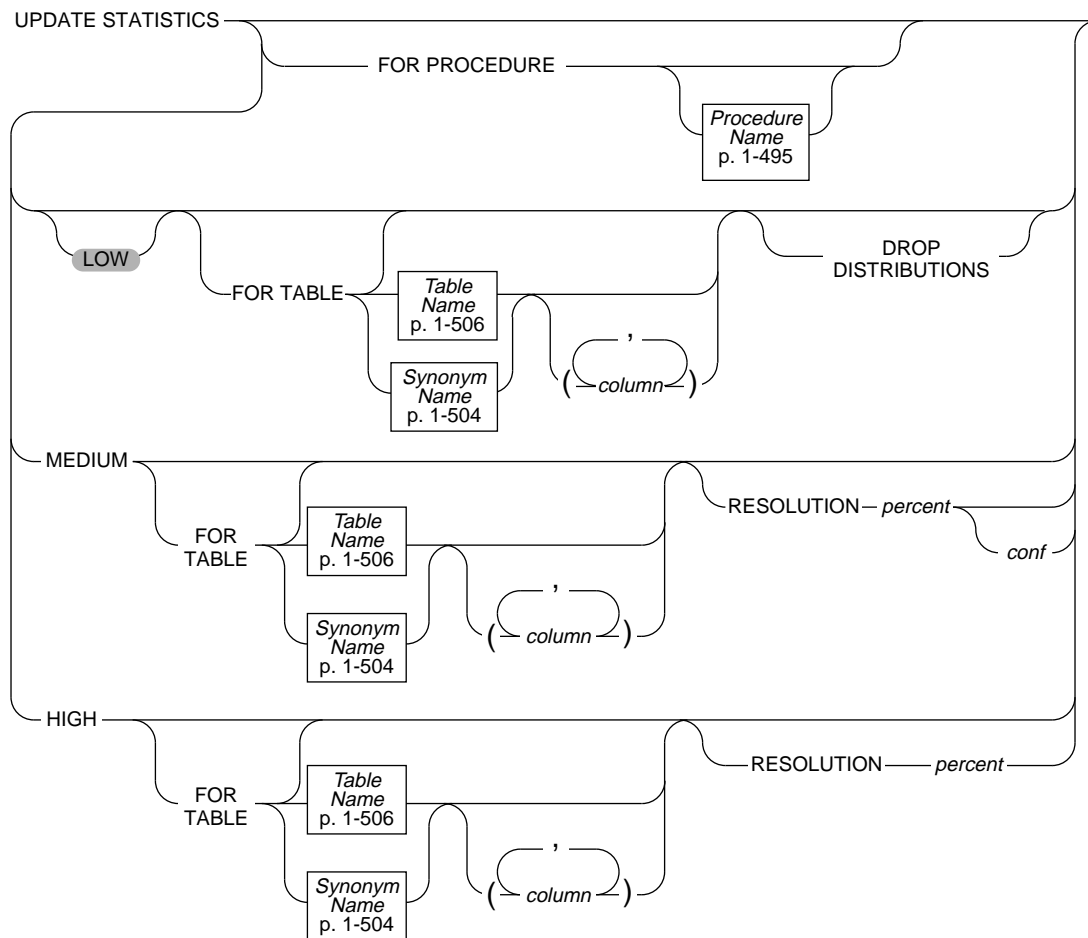 UPDATE STATISTICS
FOR PROCEDURE
Procedure
Name
p. 1-495
LOW
FOR TABLE
Table
Name
p. 1-506
Synonym
Name
p. 1-504
,
( column )
DROP
DISTRIBUTIONS
MEDIUM
FOR
TABLE
Table
Name
p. 1-506
Synonym
Name
p. 1-504
,
( column )
RESOLUTION percent
conf
HIGH
FOR
TABLE
Table
Name
p. 1-506
Synonym
Name
p. 1-504
,
( column )
RESOLUTION percent